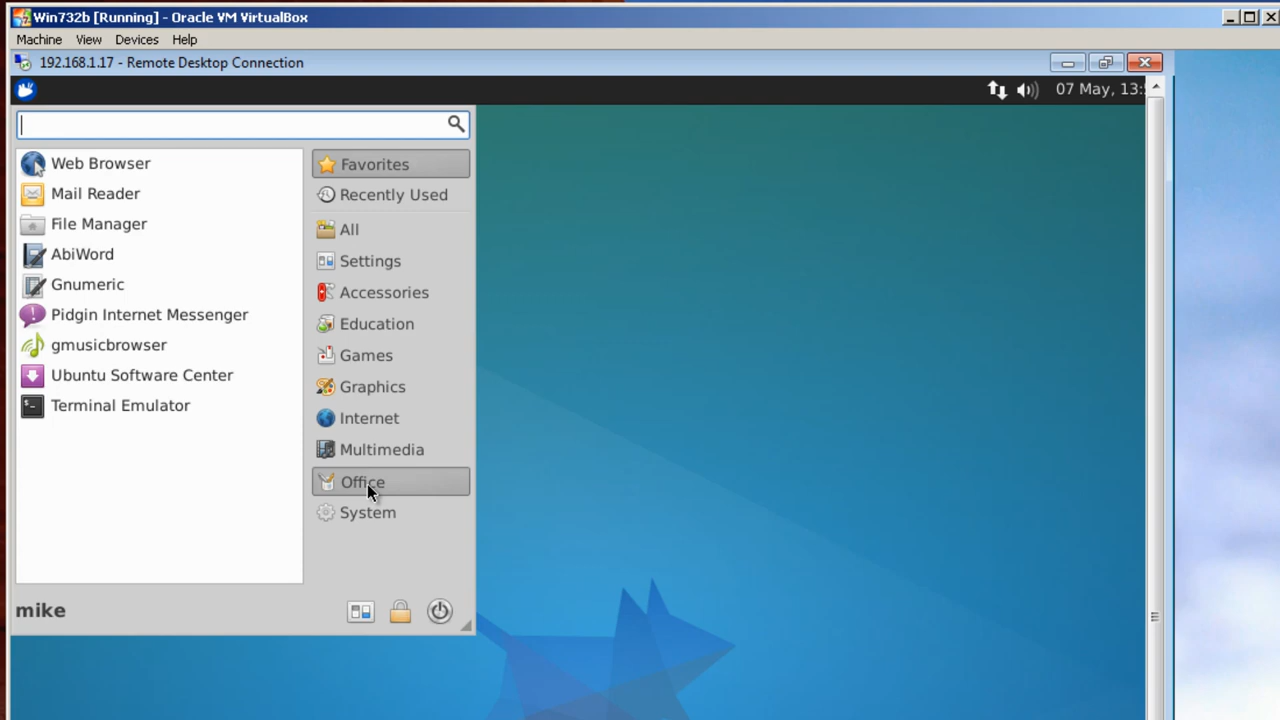 Win732b [Running] - Oracle VM VirtualBox
Machine View Devices Help
192.168.1.17 - Remote Desktop Connection
07 May, 13:
Web Browser
Mail Reader
File Manager
AbiWord
Gnumeric
Pidgin Internet Messenger
gmusicbrowser
Ubuntu Software Center
Terminal Emulator
Favorites
Recently Used
All
Settings
Accessories
Education
Games
Graphics
Internet
Multimedia
Office
System
mike